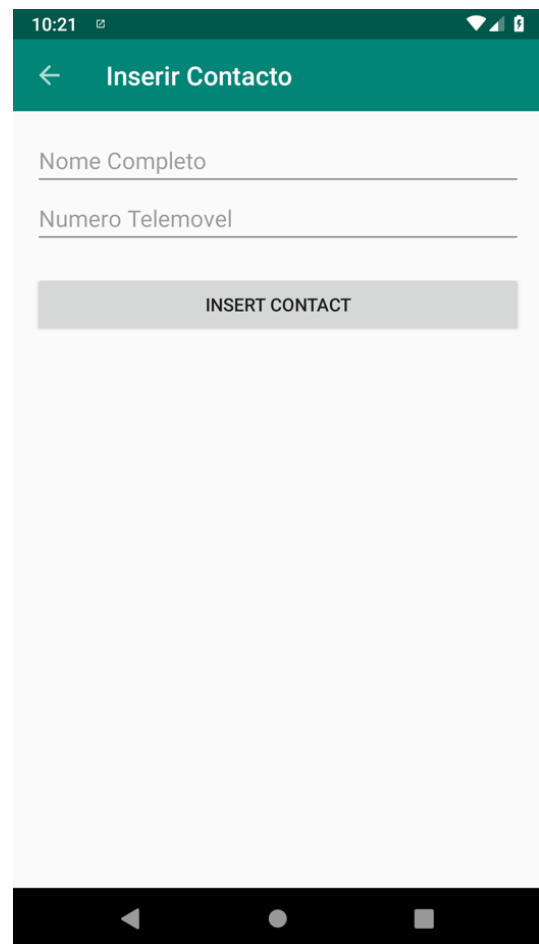 10:21
Inserir Contacto
Nome Completo
Numero Telemovel
INSERT CONTACT